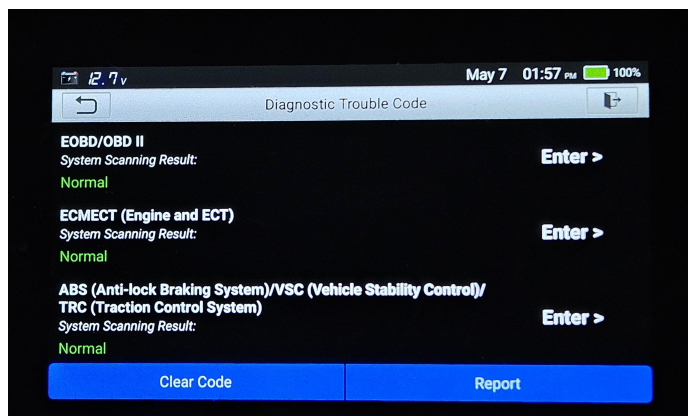 12.7v May 7 01:57 PM 100%
Diagnostic Trouble Code
EOBD/OBD II
System Scanning Result:
Enter >
Normal
ECMECT (Engine and ECT)
System Scanning Result:
Enter >
Normal
ABS (Anti-lock Braking System)/VSC (Vehicle Stability Control)/
TRC (Traction Control System)
System Scanning Result:
Enter >
Normal
Clear Code Report